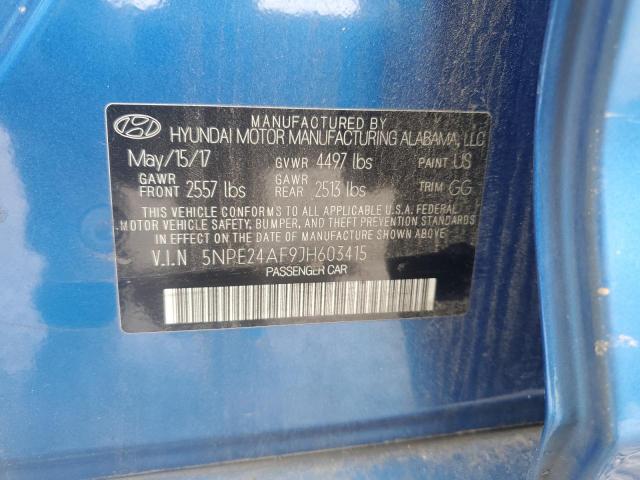 MANUFACTURED BY
HYUNDAI MOTOR MANUFACTURING ALABAMA, LLC
May/15/17 GVWR 4497 lbs PAINT US
GAWR FRONT 2557 lbs GAWR REAR 2513 lbs TRIM GG
THIS VEHICLE CONFORMS TO ALL APPLICABLE U.S.A. FEDERAL
MOTOR VEHICLE SAFETY, BUMPER, AND THEFT PREVENTION STANDARDS
IN EFFECT ON THE DATE OF MANUFACTURE SHOWN ABOVE.
V.I.N 5NPE24AF9JH603415
PASSENGER CAR